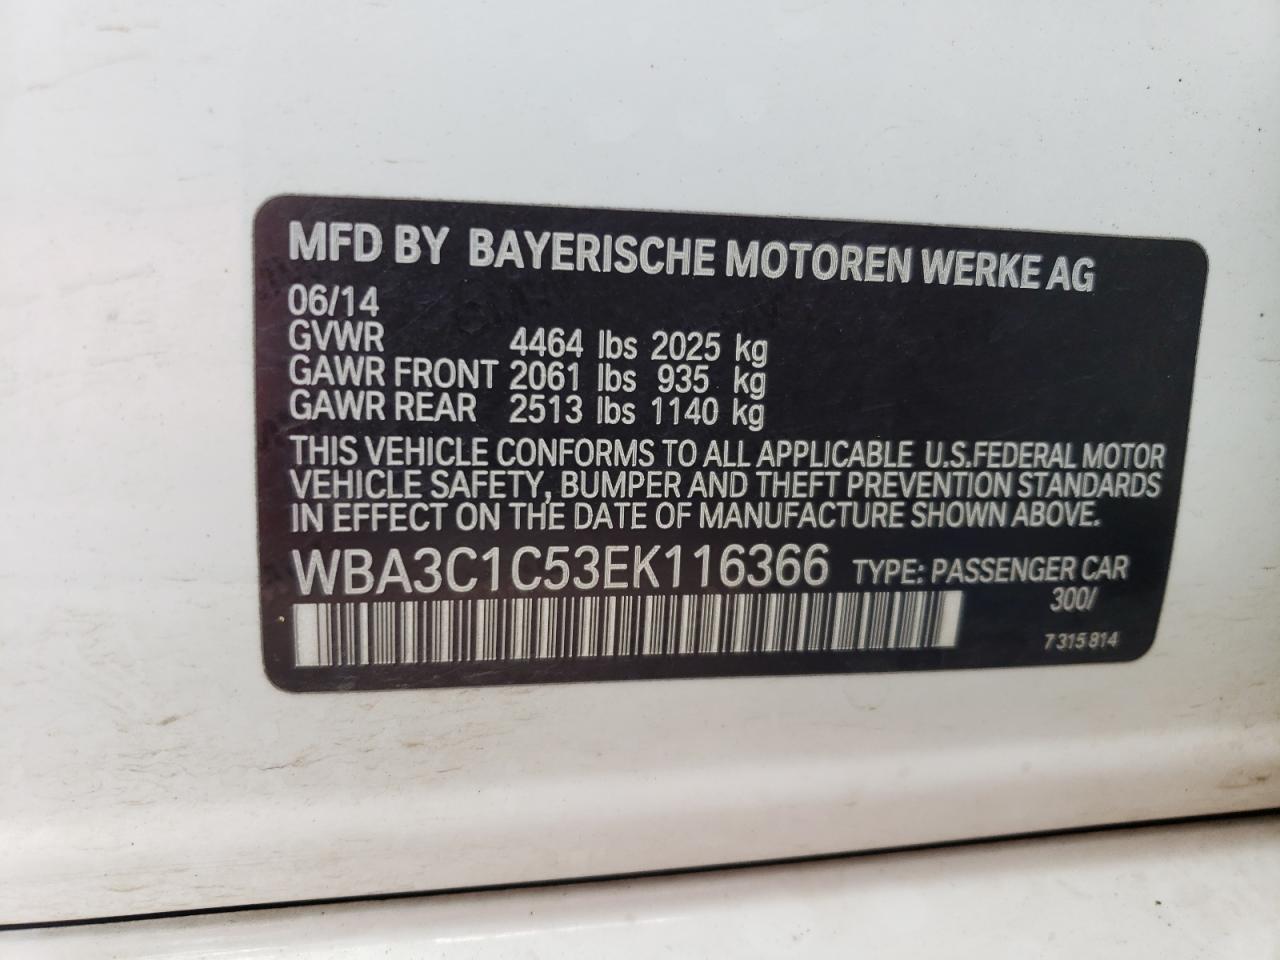 MFD BY BAYERISCHE MOTOREN WERKE AG
06/14
GVWR 4464 lbs 2025 kg
GAWR FRONT 2061 lbs 935 kg
GAWR REAR 2513 lbs 1140 kg
THIS VEHICLE CONFORMS TO ALL APPLICABLE U.S.FEDERAL MOTOR
VEHICLE SAFETY, BUMPER AND THEFT PREVENTION STANDARDS
IN EFFECT ON THE DATE OF MANUFACTURE SHOWN ABOVE.
WBA3C1C53EK116366 TYPE: PASSENGER CAR
300/
7 315 814